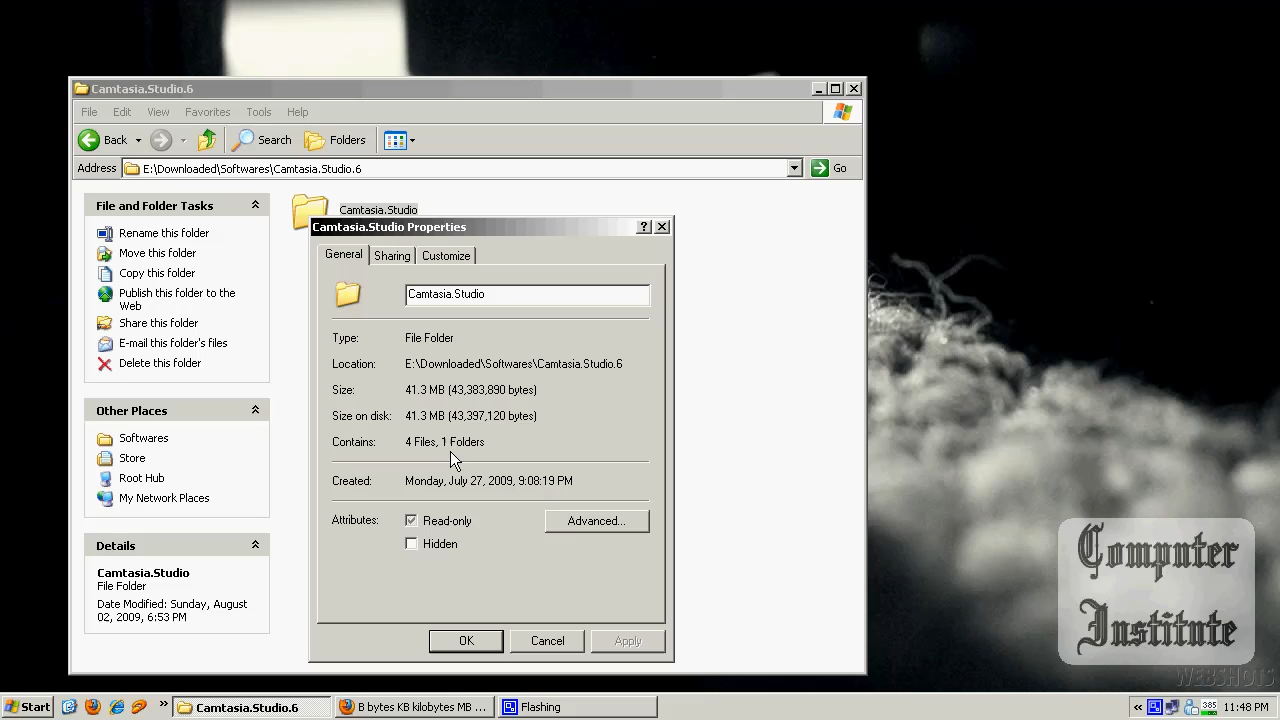 Camtasia.Studio.6
File Edit View Favorites Tools Help
Back Search Folders
Address E:\Downloaded\Softwares\Camtasia.Studio.6 Go
File and Folder Tasks
Rename this folder
Move this folder
Copy this folder
Publish this folder to the
Web
Share this folder
E-mail this folder's files
Delete this folder
Other Places
Softwares
Store
Root Hub
My Network Places
Details
Camtasia.Studio
File Folder
Date Modified: Sunday, August
02, 2009, 6:53 PM
Camtasia.Studio
Camtasia.Studio Properties
General Sharing Customize
Camtasia.Studio
Type: File Folder
Location: E:\Downloaded\Softwares\Camtasia.Studio.6
Size: 41.3 MB (43,383,890 bytes)
Size on disk: 41.3 MB (43,397,120 bytes)
Contains: 4 Files, 1 Folders
Created: Monday, July 27, 2009, 9:08:19 PM
Attributes: Read-only Advanced...
Hidden
OK Cancel Apply
Computer
Institute
WEBSHOTS
Start » Camtasia.Studio.6 B bytes KB kilobytes MB ... Flashing « 385 11:48 PM